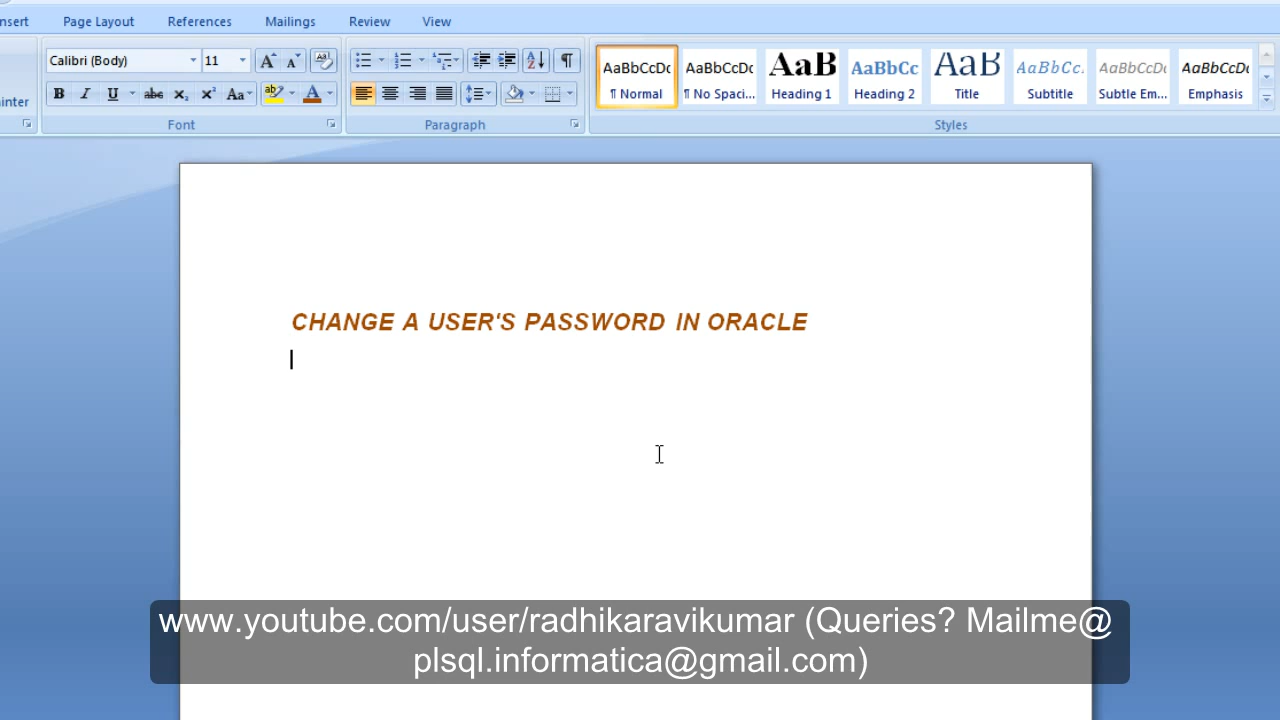 nsert Page Layout References Mailings Review View
Calibri (Body) 11
AaBbCcDc AaBbCcDc AaB AaBbCc AaB AaBbCc. AaBbCcDc AaBbCcDc
inter
¶ Normal ¶ No Spaci... Heading 1 Heading 2 Title Subtitle Subtle Em... Emphasis
Font Paragraph Styles
CHANGE A USER'S PASSWORD IN ORACLE
www.youtube.com/user/radhikaravikumar (Queries? Mailme@
plsql.informatica@gmail.com)